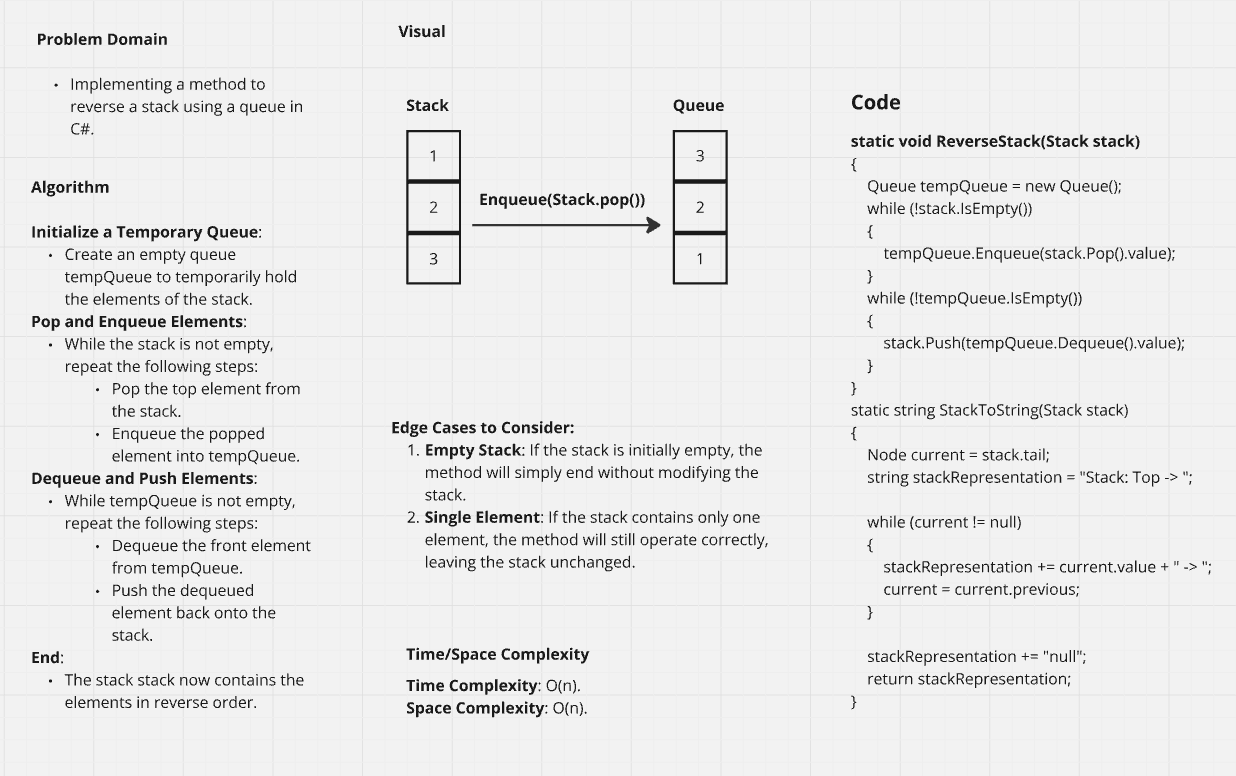 Problem Domain
• Implementing a method to
reverse a stack using a queue in
C#.
Algorithm
Initialize a Temporary Queue:
• Create an empty queue
tempQueue to temporarily hold
the elements of the stack.
Pop and Enqueue Elements:
• While the stack is not empty,
repeat the following steps:
• Pop the top element from
the stack.
• Enqueue the popped
element into tempQueue.
Dequeue and Push Elements:
• While tempQueue is not empty,
repeat the following steps:
• Dequeue the front element
from tempQueue.
• Push the dequeued
element back onto the
stack.
End:
• The stack stack now contains the
elements in reverse order.
Visual
Stack
1
2
3
Enqueue(Stack.pop())
Queue
3
2
1
Edge Cases to Consider:
1. Empty Stack: If the stack is initially empty, the
method will simply end without modifying the
stack.
2. Single Element: If the stack contains only one
element, the method will still operate correctly,
leaving the stack unchanged.
Time/Space Complexity
Time Complexity: O(n).
Space Complexity: O(n).
Code
static void ReverseStack(Stack stack)
{
Queue tempQueue = new Queue();
while (!stack.IsEmpty())
{
tempQueue.Enqueue(stack.Pop().value);
}
while (!tempQueue.IsEmpty())
{
stack.Push(tempQueue.Dequeue().value);
}
}
static string StackToString(Stack stack)
{
Node current = stack.tail;
string stackRepresentation = "Stack: Top -> ";
while (current != null)
{
stackRepresentation += current.value + " -> ";
current = current.previous;
}
stackRepresentation += "null";
return stackRepresentation;
}